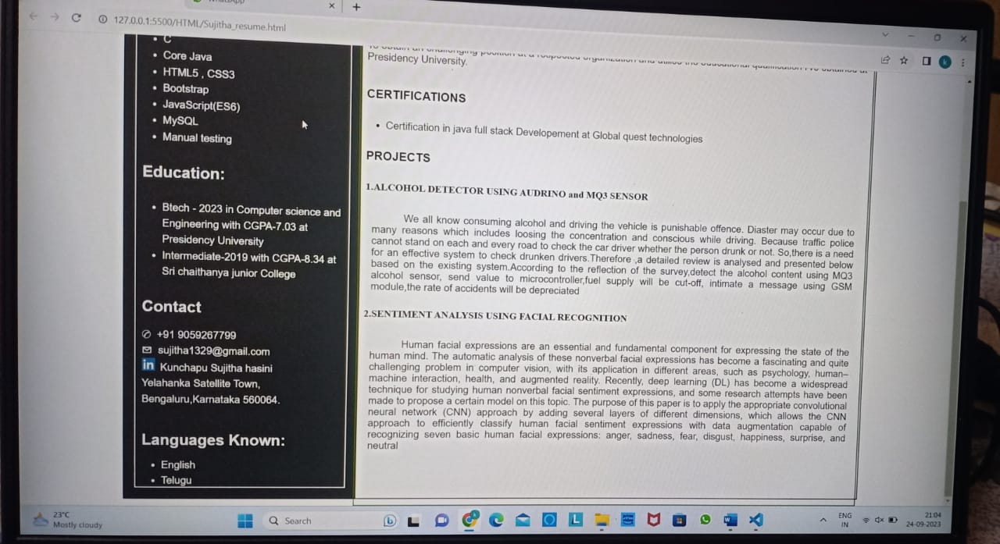 127.0.0.1:5500/HTML/Sujitha_resume.html
C
Core Java
HTML5 , CSS3
Bootstrap
JavaScript(ES6)
MySQL
Manual testing
Education:
Btech - 2023 in Computer science and
Engineering with CGPA-7.03 at
Presidency University
Intermediate-2019 with CGPA-8.34 at
Sri chaithanya junior College
Contact
+91 9059267799
sujitha1329@gmail.com
in Kunchapu Sujitha hasini
Yelahanka Satellite Town,
Bengaluru,Karnataka 560064.
Languages Known:
English
Telugu
Presidency University.
CERTIFICATIONS
Certification in java full stack Developement at Global quest technologies
PROJECTS
1.ALCOHOL DETECTOR USING AUDRINO and MQ3 SENSOR
We all know consuming alcohol and driving the vehicle is punishable offence. Diaster may occur due to
many reasons which includes loosing the concentration and conscious while driving. Because traffic police
cannot stand on each and every road to check the car driver whether the person drunk or not. So,there is a need
for an effective system to check drunken drivers.Therefore ,a detailed review is analysed and presented below
based on the existing system.According to the reflection of the survey,detect the alcohol content using MQ3
alcohol sensor, send value to microcontroller,fuel supply will be cut-off, intimate a message using GSM
module,the rate of accidents will be depreciated
2.SENTIMENT ANALYSIS USING FACIAL RECOGNITION
Human facial expressions are an essential and fundamental component for expressing the state of the
human mind. The automatic analysis of these nonverbal facial expressions has become a fascinating and quite
challenging problem in computer vision, with its application in different areas, such as psychology, human–
machine interaction, health, and augmented reality. Recently, deep learning (DL) has become a widespread
technique for studying human nonverbal facial sentiment expressions, and some research attempts have been
made to propose a certain model on this topic. The purpose of this paper is to apply the appropriate convolutional
neural network (CNN) approach by adding several layers of different dimensions, which allows the CNN
approach to efficiently classify human facial sentiment expressions with data augmentation capable of
recognizing seven basic human facial expressions: anger, sadness, fear, disgust, happiness, surprise, and
neutral
23°C
Mostly cloudy
Search
ENG
IN
21:04
24-09-2023